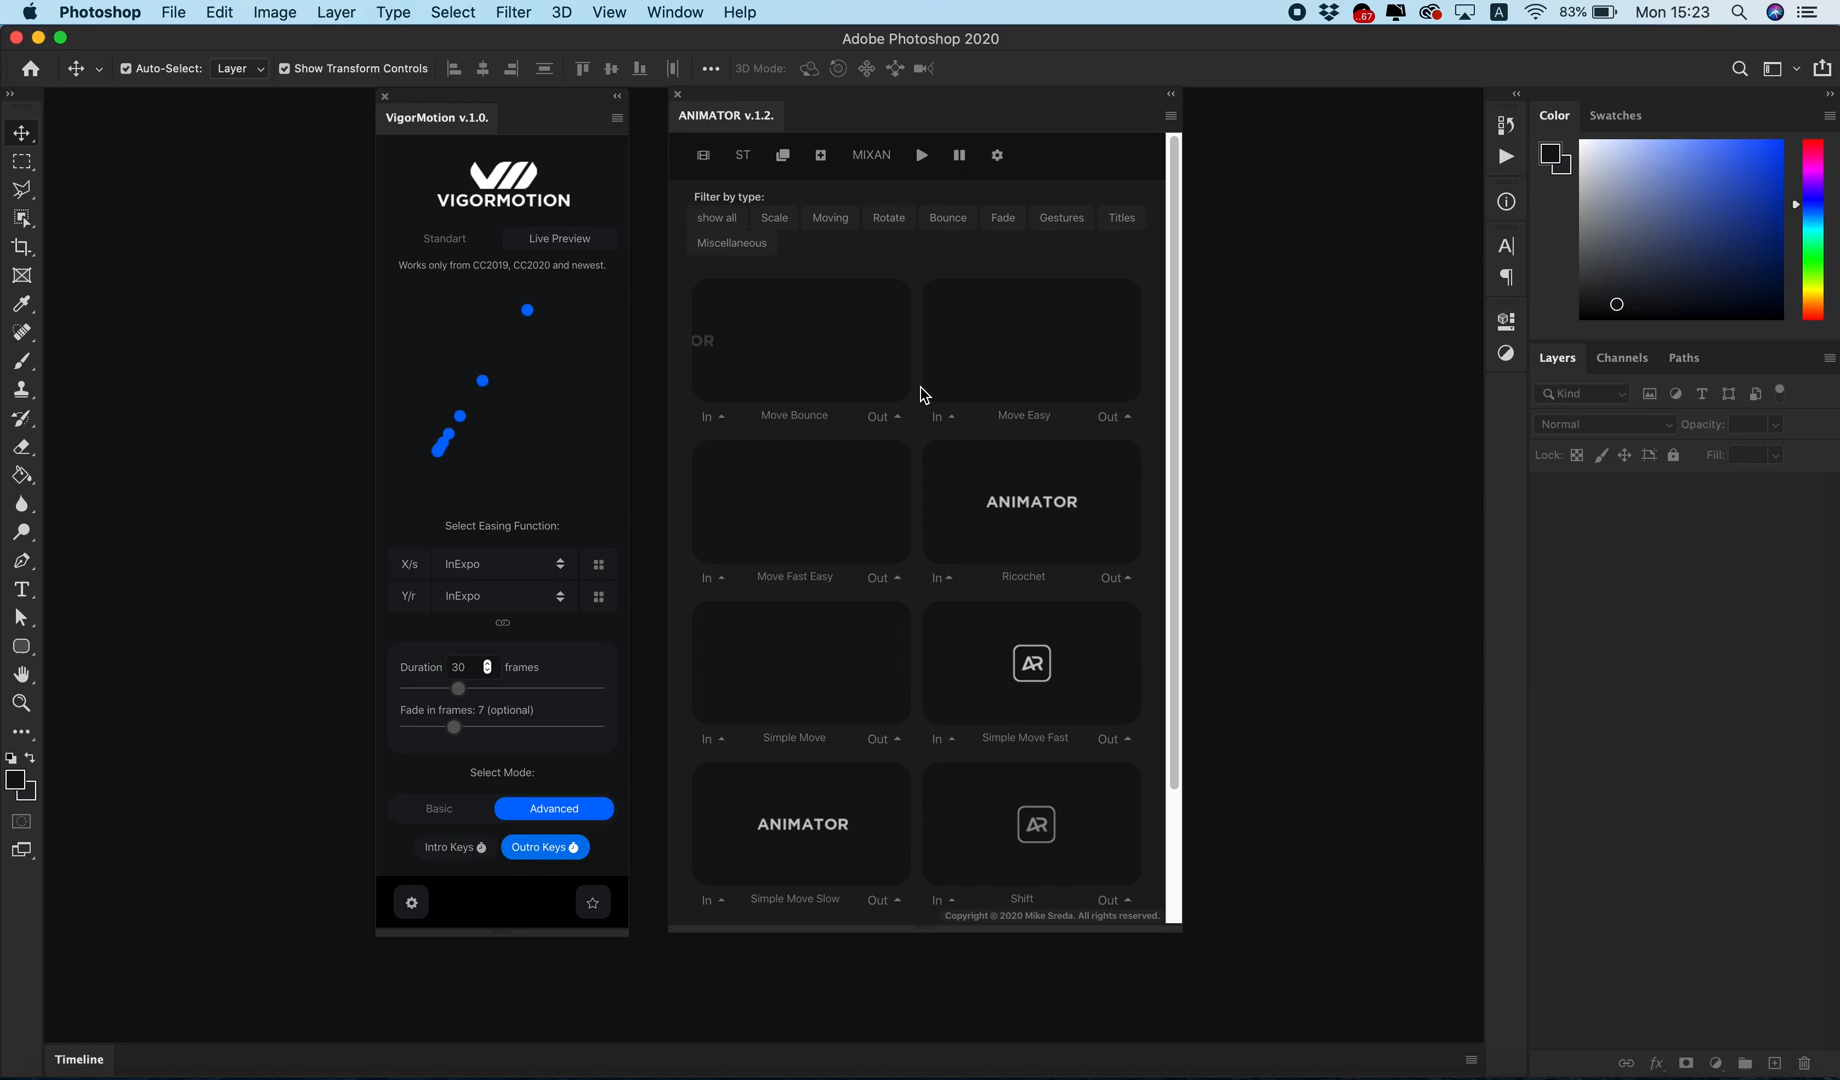 Photoshop File Edit Image Layer Type Select Filter 3D View Window Help .67 A 83% Mon 15:23
Adobe Photoshop 2020
Auto-Select: Layer Show Transform Controls 3D Mode:
VigorMotion v.1.0.
VIGORMOTION
Standart Live Preview
Works only from CC2019, CC2020 and newest.
Select Easing Function:
X/s InExpo
Y/r InExpo
Duration 30 frames
Fade in frames: 7 (optional)
Select Mode:
Basic Advanced
Intro Keys Outro Keys
ANIMATOR v.1.2.
ST MIXAN
Filter by type:
show all Scale Moving Rotate Bounce Fade Gestures Titles
Miscellaneous
OR
In Move Bounce Out In Move Easy Out
ANIMATOR
In Move Fast Easy Out In Ricochet Out
AR
In Simple Move Out In Simple Move Fast Out
ANIMATOR AR
In Simple Move Slow Out In Shift Out
Copyright © 2020 Mike Sreda. All rights reserved.
Color Swatches
Layers Channels Paths
Kind
Normal Opacity:
Lock: Fill:
fx
Timeline